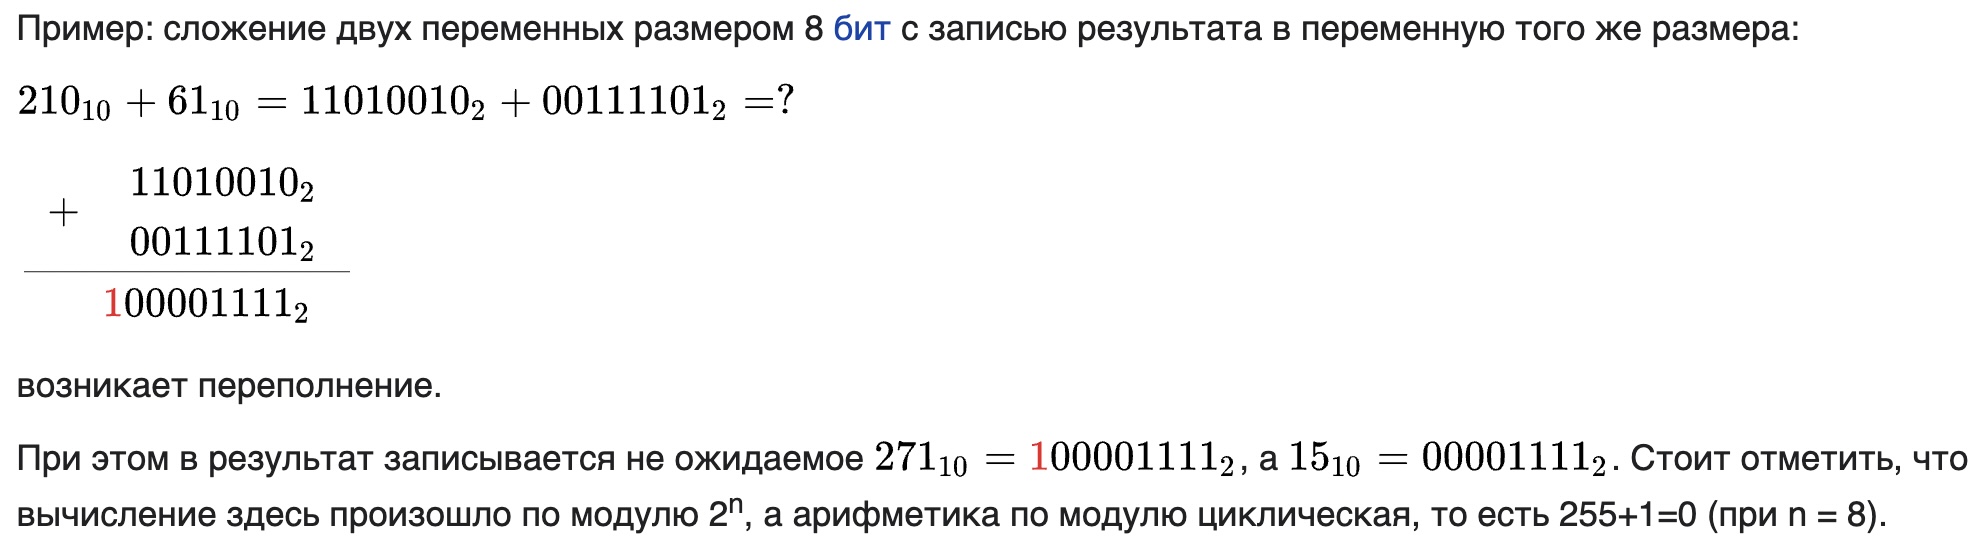 Пример: сложение двух переменных размером 8 бит с записью результата в переменную того же размера:
210₁₀ + 61₁₀ = 11010010₂ + 00111101₂ =?
11010010₂
+
00111101₂
100001111₂
возникает переполнение.
При этом в результат записывается не ожидаемое 271₁₀ = 100001111₂, а 15₁₀ = 00001111₂. Стоит отметить, что
вычисление здесь произошло по модулю 2ⁿ, а арифметика по модулю циклическая, то есть 255+1=0 (при n = 8).